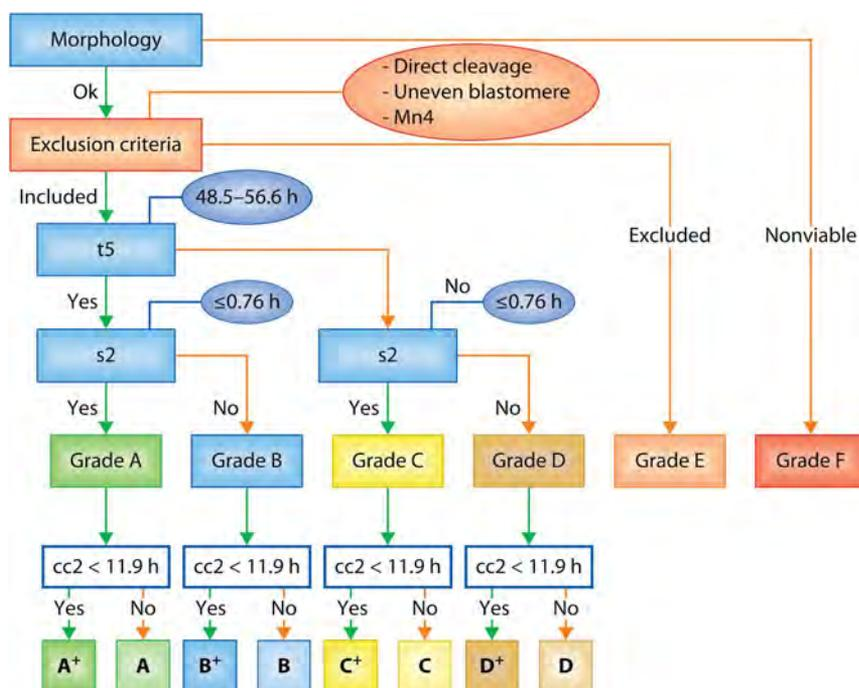 Morphology
- Direct cleavage
- Uneven blastomere
- Mn4
Ok
Exclusion criteria
Included
48.5–56.6 h
t5
Excluded
Nonviable
Yes
≤0.76 h
No
≤0.76 h
s2
s2
Yes
No
Yes
No
Grade A
Grade B
Grade C
Grade D
Grade E
Grade F
cc2 < 11.9 h
cc2 < 11.9 h
cc2 < 11.9 h
cc2 < 11.9 h
Yes
No
Yes
No
Yes
No
Yes
No
A⁺
A
B⁺
B
C⁺
C
D⁺
D